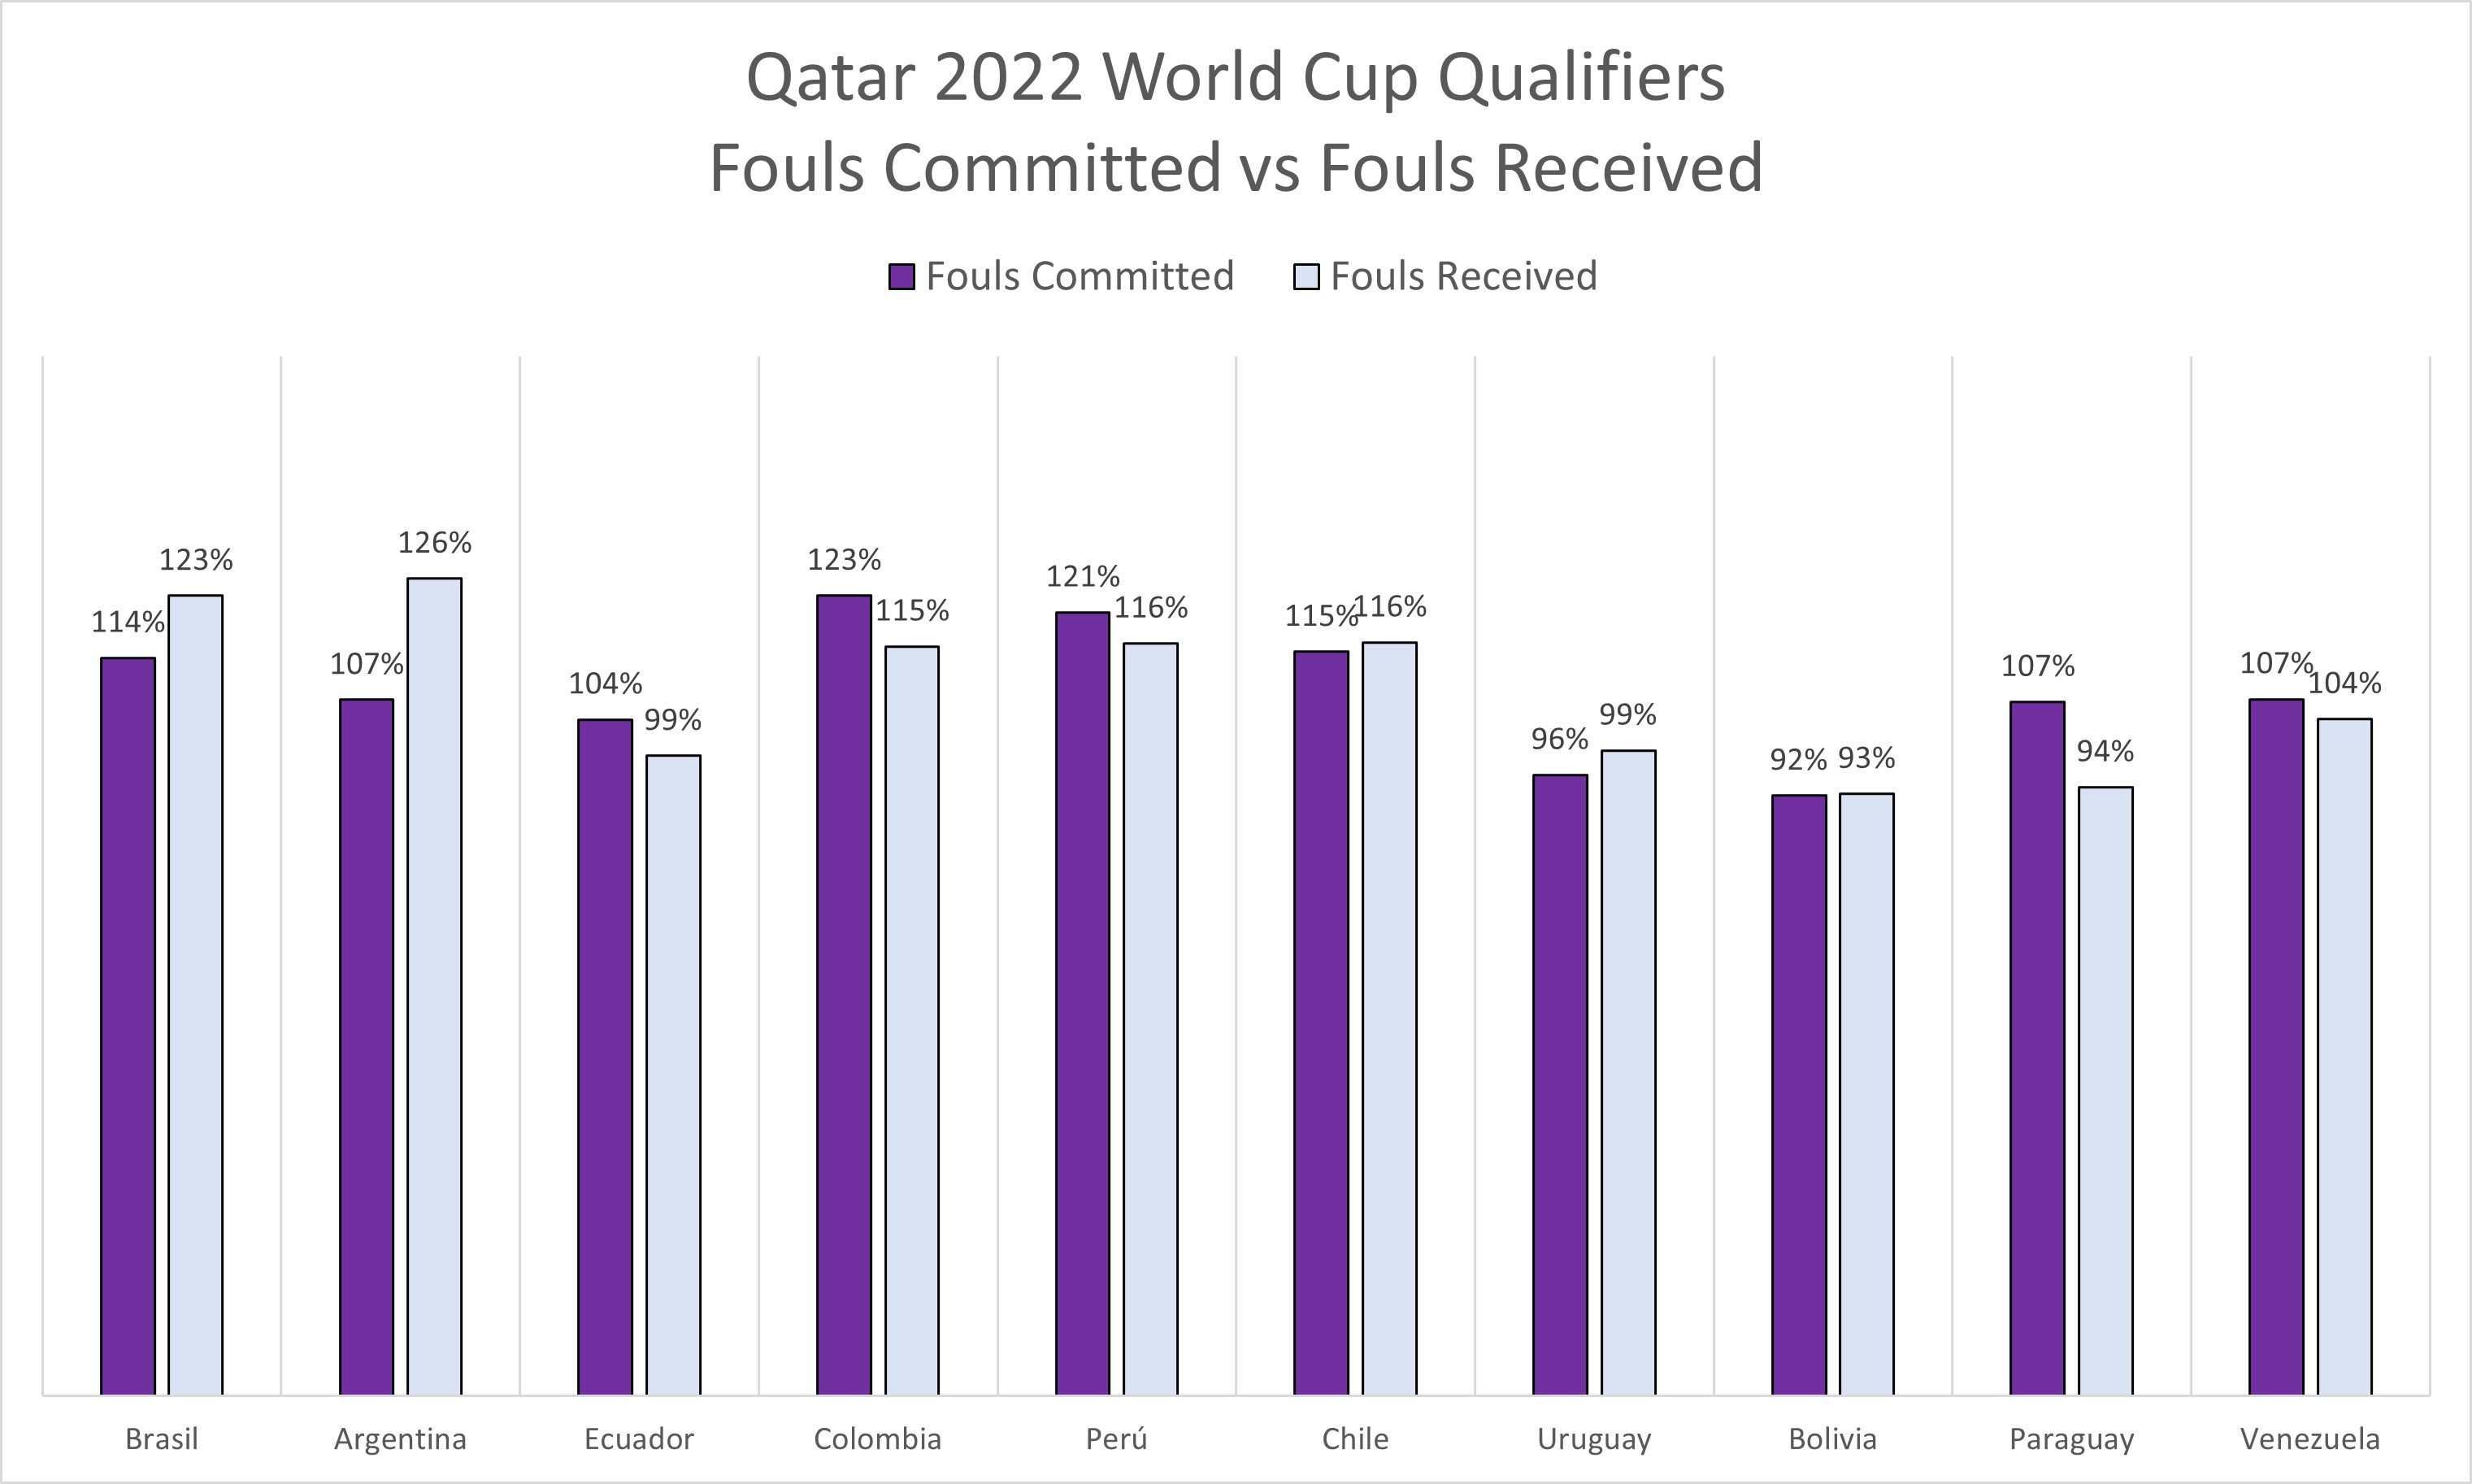 Qatar 2022 World Cup Qualifiers
Fouls Committed vs Fouls Received
Fouls Committed Fouls Received
114% 123%
107% 126%
104% 99%
123% 115%
121% 116%
115% 116%
96% 99%
92% 93%
107% 94%
107% 104%
Brasil Argentina Ecuador Colombia Perú Chile Uruguay Bolivia Paraguay Venezuela